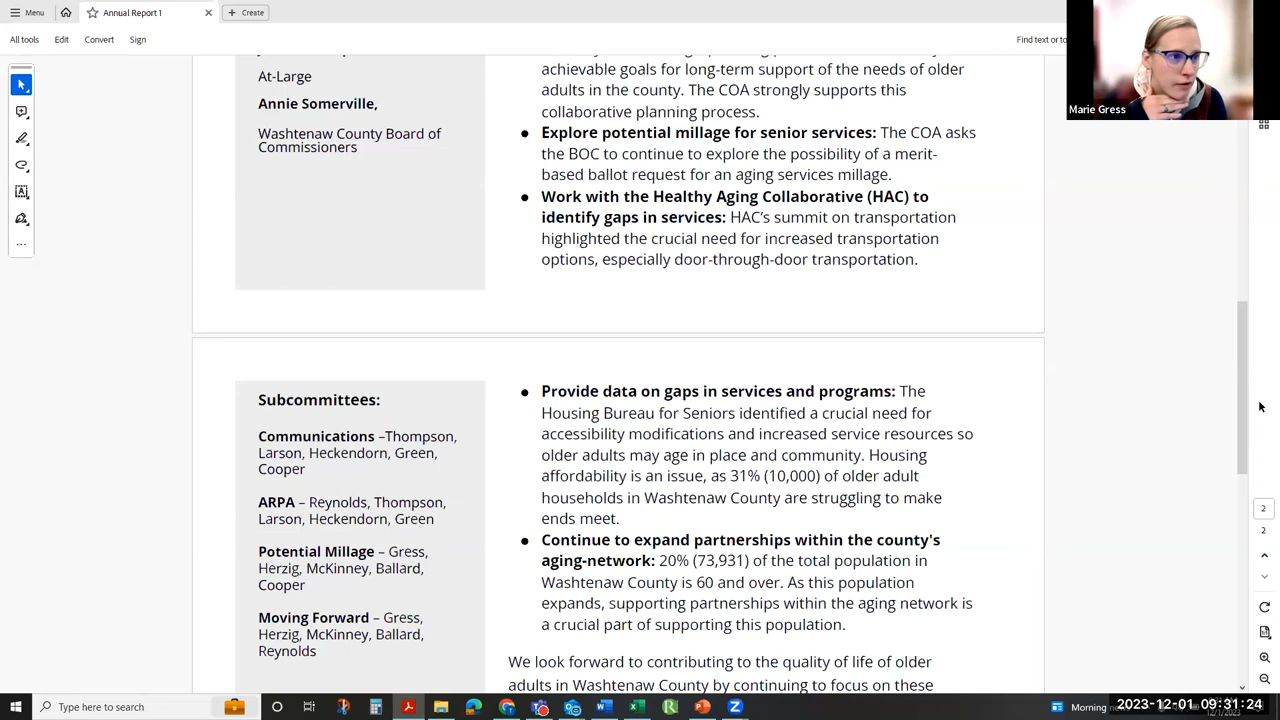 Menu
Annual Report 1
Create
All tools
Edit
Convert
Sign
Find text or to
Marie Gress
At-Large
Annie Somerville,
Washtenaw County Board of
Commissioners
achievable goals for long-term support of the needs of older
adults in the county. The COA strongly supports this
collaborative planning process.
● Explore potential millage for senior services: The COA asks
the BOC to continue to explore the possibility of a merit-
based ballot request for an aging services millage.
● Work with the Healthy Aging Collaborative (HAC) to
identify gaps in services: HAC's summit on transportation
highlighted the crucial need for increased transportation
options, especially door-through-door transportation.
Subcommittees:
Communications –Thompson,
Larson, Heckendorn, Green,
Cooper
ARPA – Reynolds, Thompson,
Larson, Heckendorn, Green
Potential Millage – Gress,
Herzig, McKinney, Ballard,
Cooper
Moving Forward – Gress,
Herzig, McKinney, Ballard,
Reynolds
● Provide data on gaps in services and programs: The
Housing Bureau for Seniors identified a crucial need for
accessibility modifications and increased service resources so
older adults may age in place and community. Housing
affordability is an issue, as 31% (10,000) of older adult
households in Washtenaw County are struggling to make
ends meet.
● Continue to expand partnerships within the county's
aging-network: 20% (73,931) of the total population in
Washtenaw County is 60 and over. As this population
expands, supporting partnerships within the aging network is
a crucial part of supporting this population.
We look forward to contributing to the quality of life of older
adults in Washtenaw County by continuing to focus on these
2
2
Type here to search
Morning
2023-12-01 09:31:24